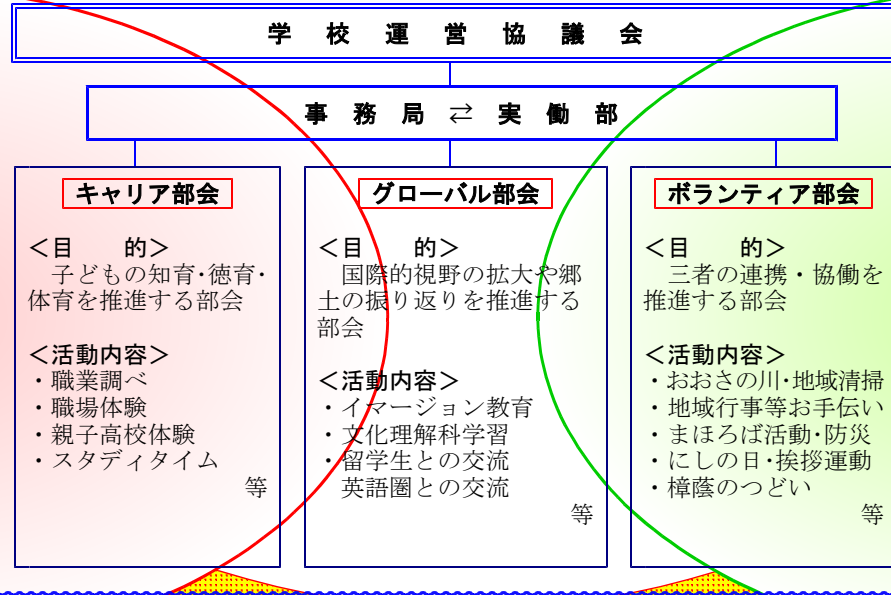 学校運営協議会
事務局 ⇄ 実働部
キャリア部会
＜目　的＞
子どもの知育･徳育･
体育を推進する部会
＜活動内容＞
・職業調べ
・職場体験
・親子高校体験
・スタディタイム
等
グローバル部会
＜目　的＞
国際的視野の拡大や郷
土の振り返りを推進する
部会
＜活動内容＞
・イマージョン教育
・文化理解科学習
・留学生との交流
英語圏との交流
等
ボランティア部会
＜目　的＞
三者の連携・協働を
推進する部会
＜活動内容＞
・おおさの川･地域清掃
・地域行事等お手伝い
・まほろば活動･防災
・にしの日･挨拶運動
・樟蔭のつどい
等